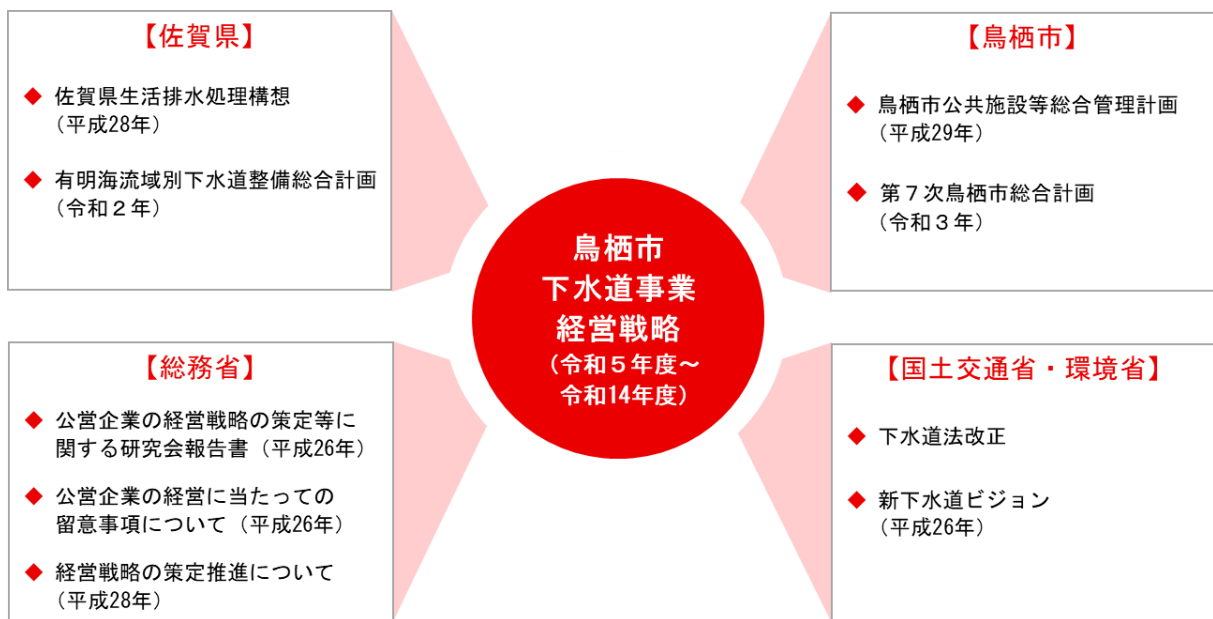 【佐賀県】
◆ 佐賀県生活排水処理構想
(平成28年)
◆ 有明海流域別下水道整備総合計画
(令和2年)
【鳥栖市】
◆ 鳥栖市公共施設等総合管理計画
(平成29年)
◆ 第7次鳥栖市総合計画
(令和3年)
鳥栖市
下水道事業
経営戦略
(令和5年度~
令和14年度)
【総務省】
◆ 公営企業の経営戦略の策定等に
関する研究会報告書(平成26年)
◆ 公営企業の経営に当たっての
留意事項について(平成26年)
◆ 経営戦略の策定推進について
(平成28年)
【国土交通省・環境省】
◆ 下水道法改正
◆ 新下水道ビジョン
(平成26年)